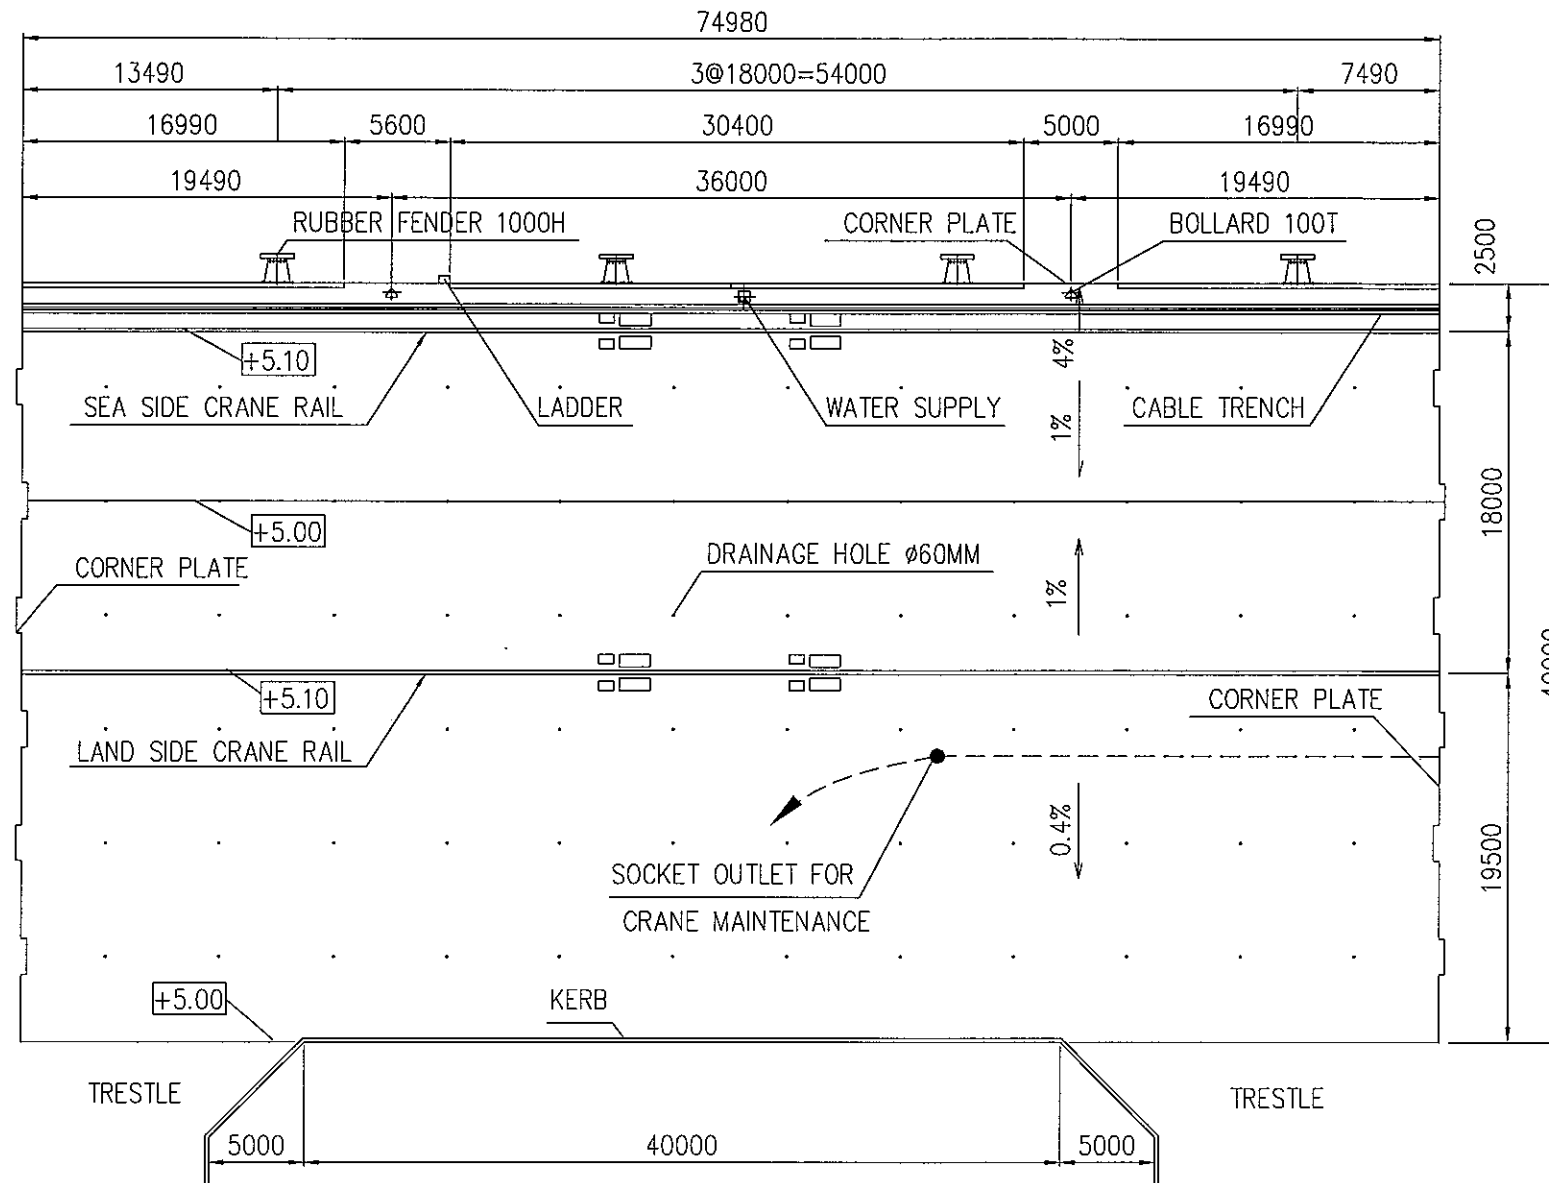 74980
13490 3@18000=54000 7490
16990 5600 30400 5000 16990
19490 36000 19490
RUBBER FENDER 1000H CORNER PLATE BOLLARD 100T
2500
+5.10
4%
SEA SIDE CRANE RAIL LADDER WATER SUPPLY CABLE TRENCH
1%
18000
+5.00
CORNER PLATE DRAINAGE HOLE ø60MM
1%
+5.10
CORNER PLATE
LAND SIDE CRANE RAIL
0.4%
19500
SOCKET OUTLET FOR
CRANE MAINTENANCE
+5.00 KERB
TRESTLE TRESTLE
5000 40000 5000